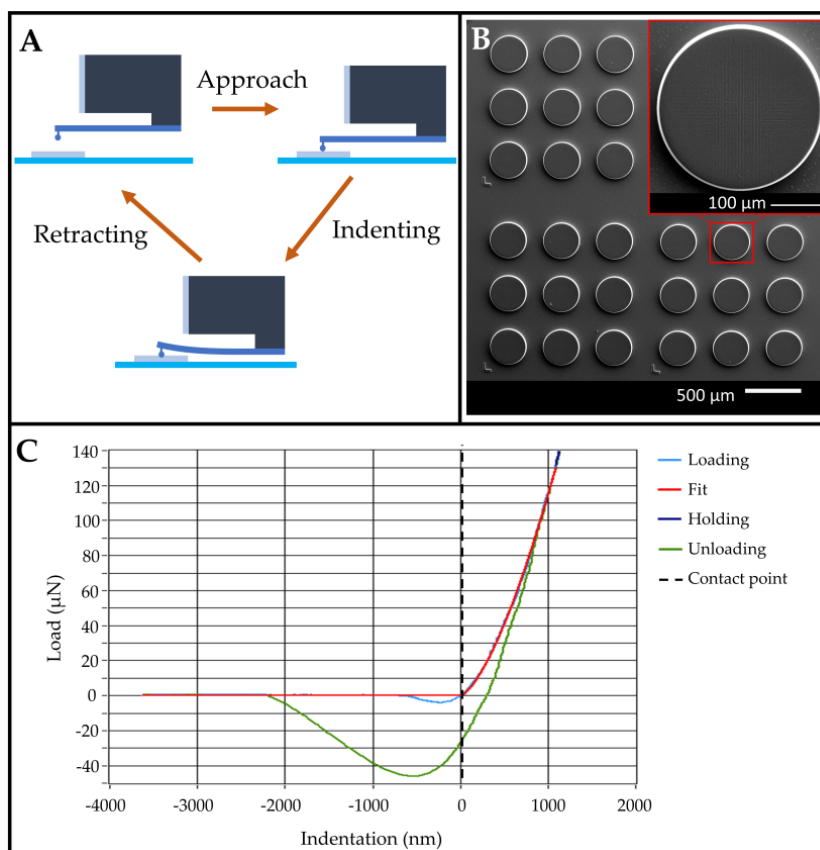 A
Approach
Retracting
Indenting
B
100 μm
500 μm
C
140
120
100
80
60
40
20
0
-20
-40
-4000
-3000
-2000
-1000
0
1000
2000
Load (μN)
Indentation (nm)
Loading
Fit
Holding
Unloading
Contact point